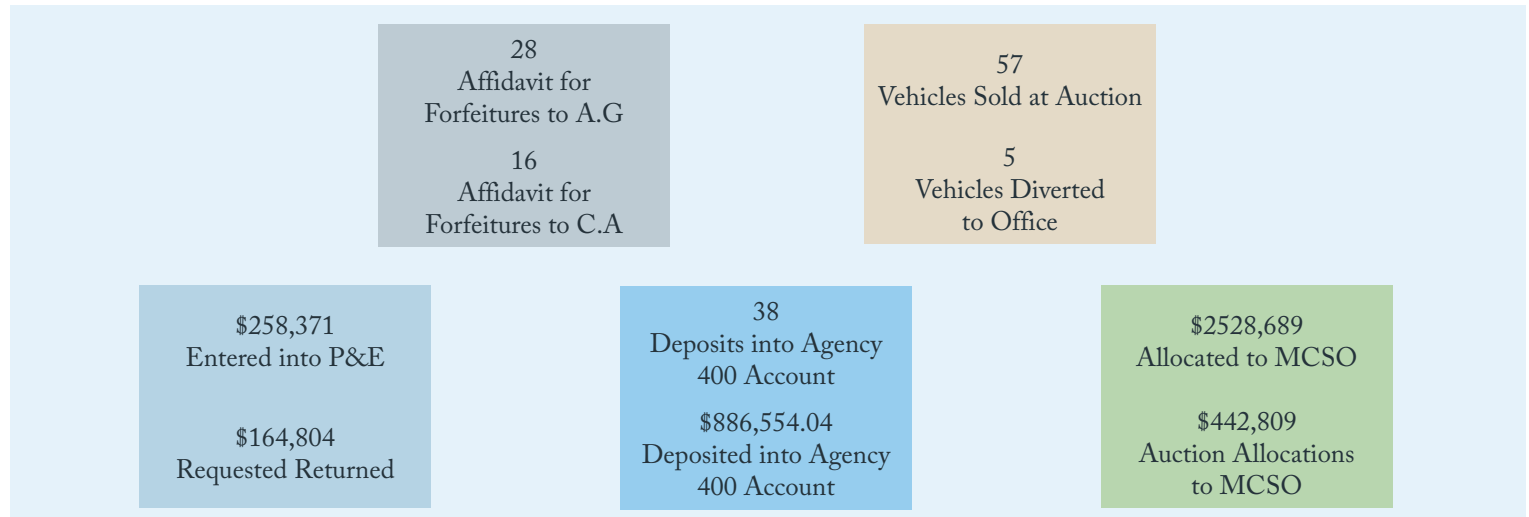 28
Affidavit for
Forfeitures to A.G
16
Affidavit for
Forfeitures to C.A
57
Vehicles Sold at Auction
5
Vehicles Diverted
to Office
$258,371
Entered into P&E
$164,804
Requested Returned
38
Deposits into Agency
400 Account
$886,554.04
Deposited into Agency
400 Account
$2528,689
Allocated to MCSO
$442,809
Auction Allocations
to MCSO